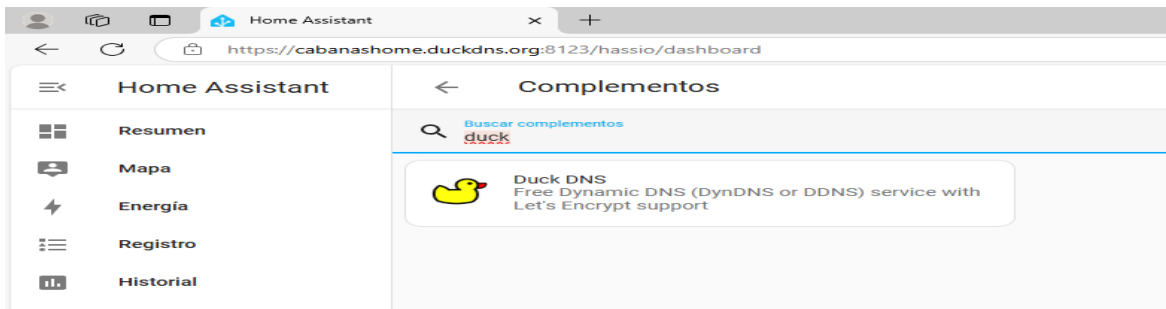 Home Assistant
https://cabanashome.duckdns.org:8123/hassio/dashboard
Home Assistant
Complementos
Buscar complementos
duck
Resumen
Mapa
Energía
Registro
Historial
Duck DNS
Free Dynamic DNS (DynDNS or DDNS) service with
Let's Encrypt support